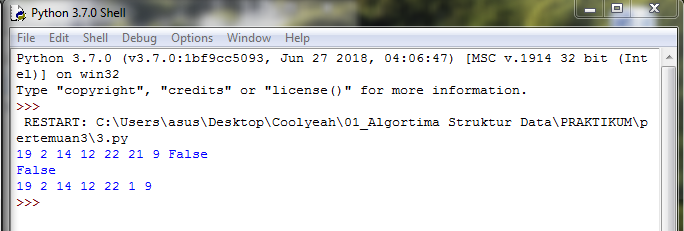 Python 3.7.0 Shell
File Edit Shell Debug Options Window Help
Python 3.7.0 (v3.7.0:1bf9cc5093, Jun 27 2018, 04:06:47) [MSC v.1914 32 bit (Int
el)] on win32
Type "copyright", "credits" or "license()" for more information.
>>>
RESTART: C:\Users\asus\Desktop\Coolyeah\01_Algortima Struktur Data\PRAKTIKUM\p
ertemuan3\3.py
19 2 14 12 22 21 9 False
False
19 2 14 12 22 1 9
>>>